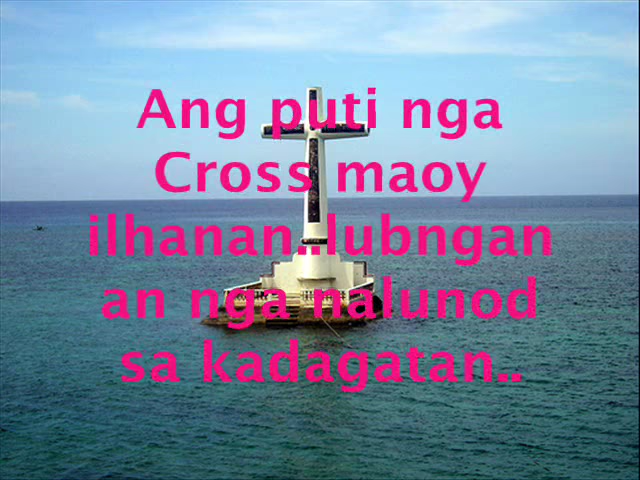 Ang puti nga
Cross maoy
ilhanan..lubngan
an nga nalunod
sa kadagatan..